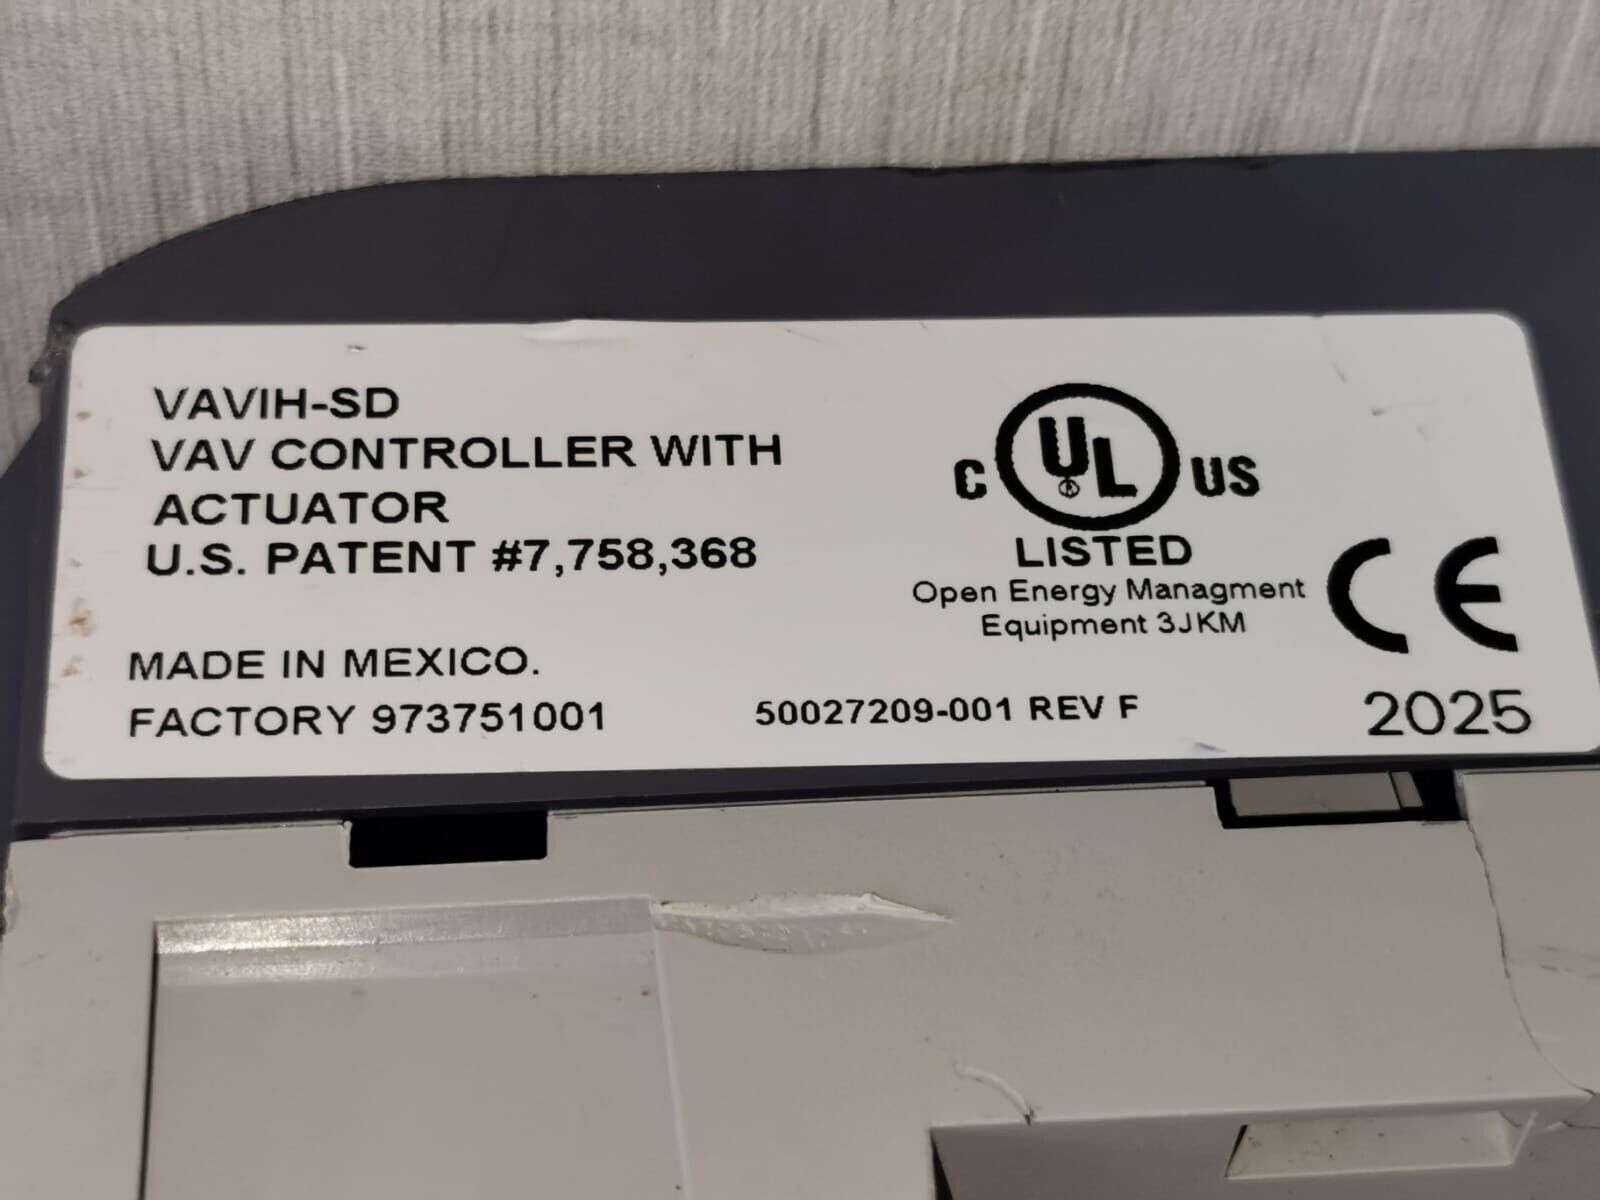 VAVIH-SD
VAV CONTROLLER WITH
ACTUATOR
U.S. PATENT #7,758,368
MADE IN MEXICO.
FACTORY 973751001
50027209-001 REV F
C UL® US
LISTED
Open Energy Managment
Equipment 3JKM
CE
2025